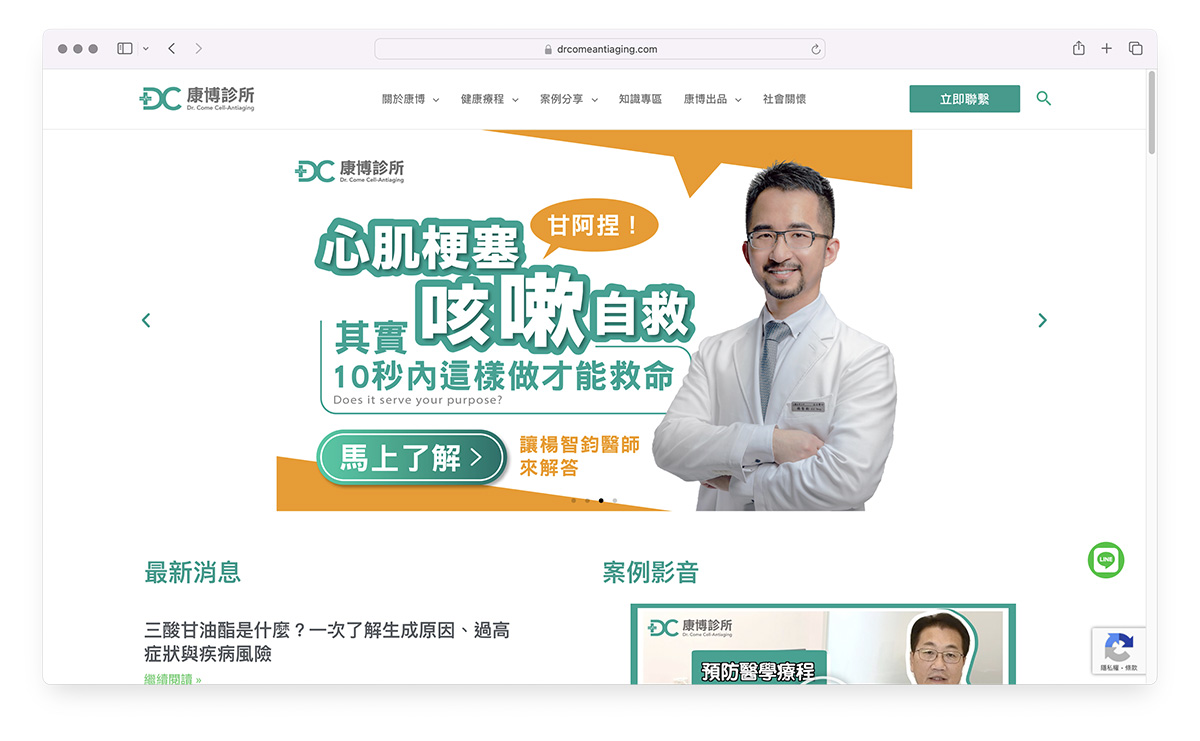 drcomeantiaging.com
DC 康博診所
Dr. Come Cell-Antiaging
關於康博
健康療程
案例分享
知識專區
康博出品
社會關懷
立即聯繫
DC 康博診所
Dr. Come Cell-Antiaging
甘阿捏！
心肌梗塞
咳嗽自救
其實
10秒內這樣做才能救命
Does it serve your purpose?
馬上了解 >
讓楊智鈞醫師
來解答
最新消息
案例影音
LINE
三酸甘油酯是什麼？一次了解生成原因、過高
症狀與疾病風險
繼續閱讀 »
DC 康博診所
Dr. Come Cell-Antiaging
預防醫學療程
隱私權 - 條款